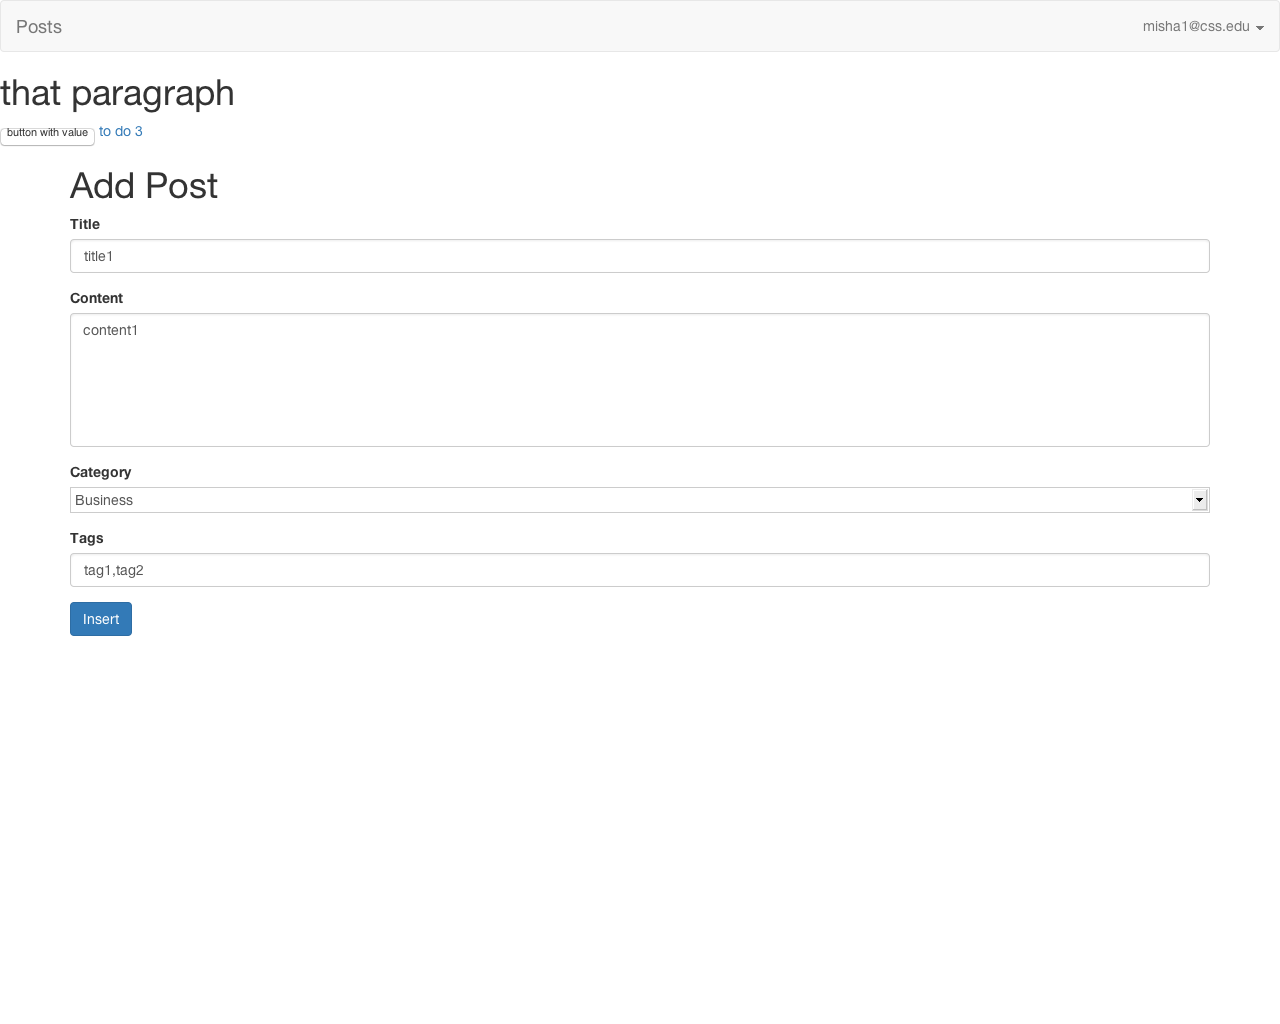 Posts misha1@css.edu
that paragraph
button with value to do 3
Add Post
Title
title1
Content
content1
Category
Business
Tags
tag1,tag2
Insert